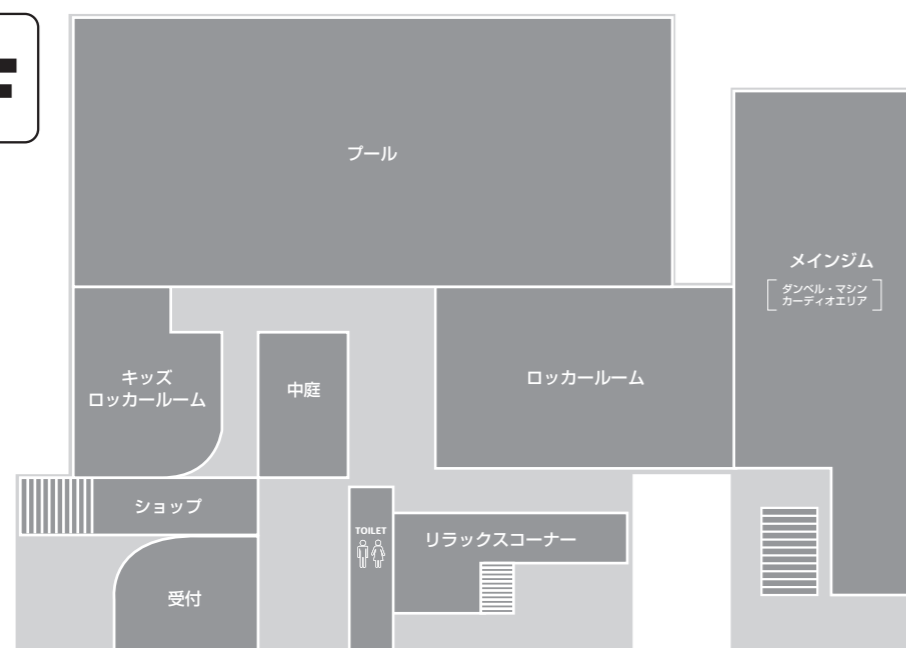 プール
メインジム
ダンベル・マシン
カーディオエリア
キッズ
ロッカールーム
中庭
ロッカールーム
ショップ
TOILET
リラックスコーナー
受付